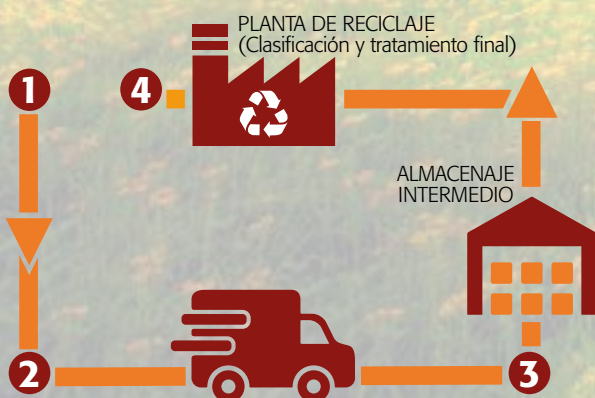 PLANTA DE RECICLAJE
(Clasificación y tratamiento final)
1
4
ALMACENAJE
INTERMEDIO
2
3